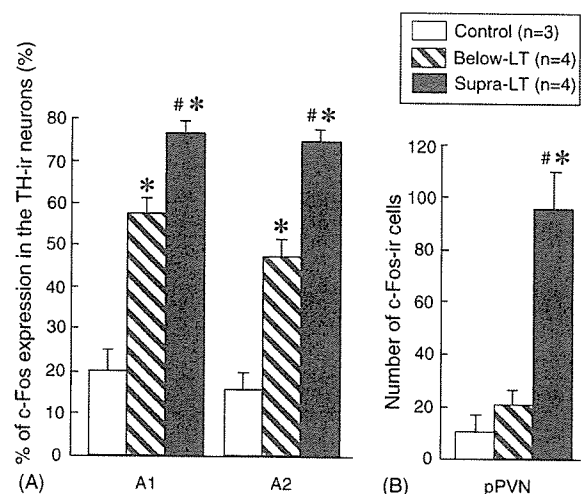 Control (n=3)
Below-LT (n=4)
Supra-LT (n=4)
% of c-Fos expression in the TH-ir neurons (%)
80
70
60
50
40
30
20
10
0
*
# *
*
# *
(A)
A1
A2
Number of c-Fos-ir cells
120
100
80
60
40
20
0
#*
(B)
pPVN